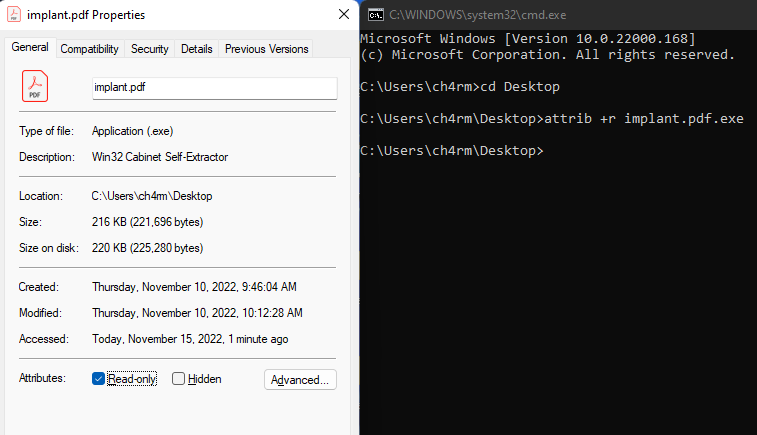 implant.pdf Properties
General Compatibility Security Details Previous Versions
PDF
implant.pdf
Type of file: Application (.exe)
Description: Win32 Cabinet Self-Extractor
Location: C:\Users\ch4rm\Desktop
Size: 216 KB (221,696 bytes)
Size on disk: 220 KB (225,280 bytes)
Created: Thursday, November 10, 2022, 9:46:04 AM
Modified: Thursday, November 10, 2022, 10:12:28 AM
Accessed: Today, November 15, 2022, 1 minute ago
Attributes: Read-only Hidden Advanced...
C:\WINDOWS\system32\cmd.exe
Microsoft Windows [Version 10.0.22000.168]
(c) Microsoft Corporation. All rights reserved.
C:\Users\ch4rm>cd Desktop
C:\Users\ch4rm\Desktop>attrib +r implant.pdf.exe
C:\Users\ch4rm\Desktop>